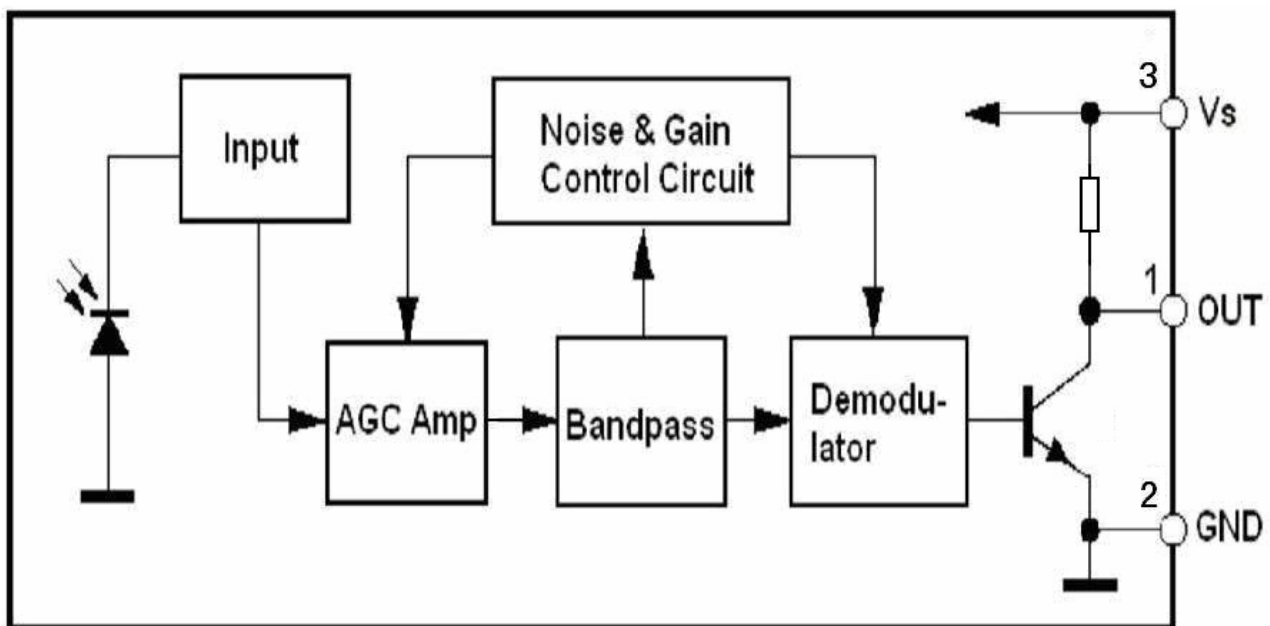 Input
Noise & Gain
Control Circuit
3
Vs
1
OUT
AGC Amp
Bandpass
Demodu-
lator
2
GND